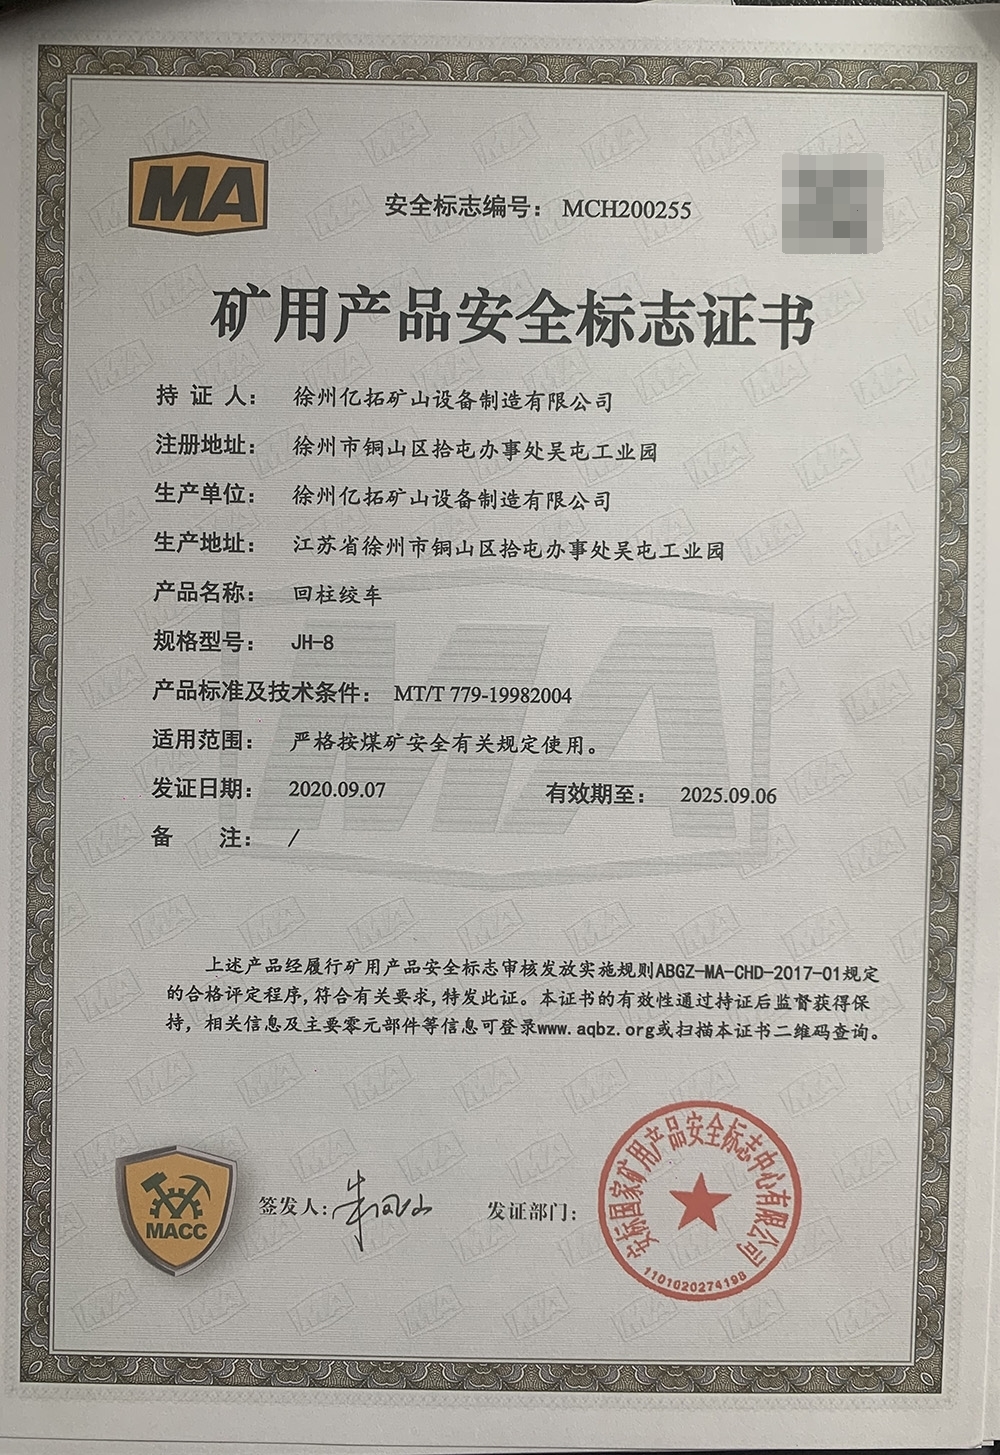 MA
安全标志编号： MCH200255
矿用产品安全标志证书
持 证 人： 徐州亿拓矿山设备制造有限公司
注册地址： 徐州市铜山区拾屯办事处吴屯工业园
生产单位： 徐州亿拓矿山设备制造有限公司
生产地址： 江苏省徐州市铜山区拾屯办事处吴屯工业园
产品名称： 回柱绞车
规格型号： JH-8
产品标准及技术条件： MT/T 779-19982004
适用范围： 严格按煤矿安全有关规定使用。
发证日期： 2020.09.07 有效期至： 2025.09.06
备 注： /
上述产品经履行矿用产品安全标志审核发放实施规则ABGZ-MA-CHD-2017-01规定
的合格评定程序,符合有关要求,特发此证。本证书的有效性通过持证后监督获得保
持，相关信息及主要零元部件等信息可登录www.aqbz.org或扫描本证书二维码查询。
MACC
签发人:
发证部门：
安标国家矿用产品安全标志中心有限公司
1101020274198